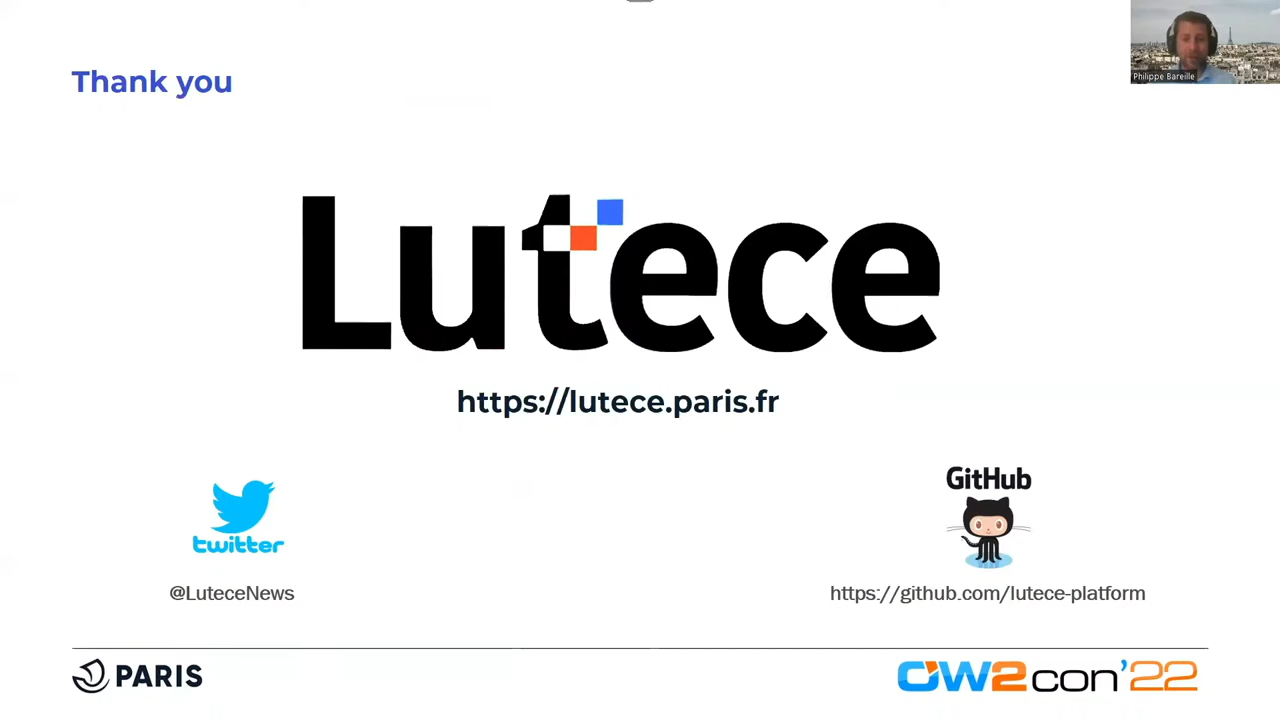 Thank you
Philippe Bareille
Lutece
https://lutece.paris.fr
twitter
@LuteceNews
GitHub
https://github.com/lutece-platform
PARIS
OW2con'22